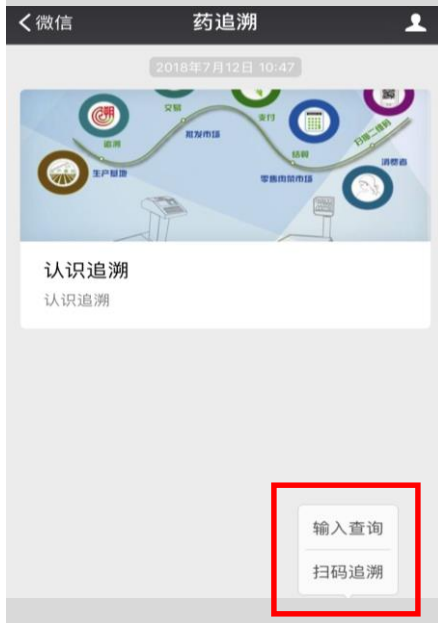 微信
药追溯
2018年7月12日 10:47
交易
支付
追溯
批发市场
结算
扫描二维码
消费者
生产基地
零售肉菜市场
认识追溯
认识追溯
输入查询
扫码追溯